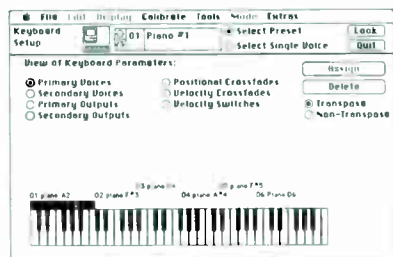 File Edit Display Calibrate Tools Mode Extras
Keyboard Setup
01 Piano #1
Select Preset
Select Single Voice
Lock
Quit
View of Keyboard Parameters:
Primary Voices
Secondary Voices
Primary Outputs
Secondary Outputs
Positional Crossfades
Velocity Crossfades
Velocity Switches
Assign
Delete
Transpose
Non-Transpose
03 piano
05 piano F#5
01 piano A2
02 piano F#3
04 piano A#4
06 Piano D6